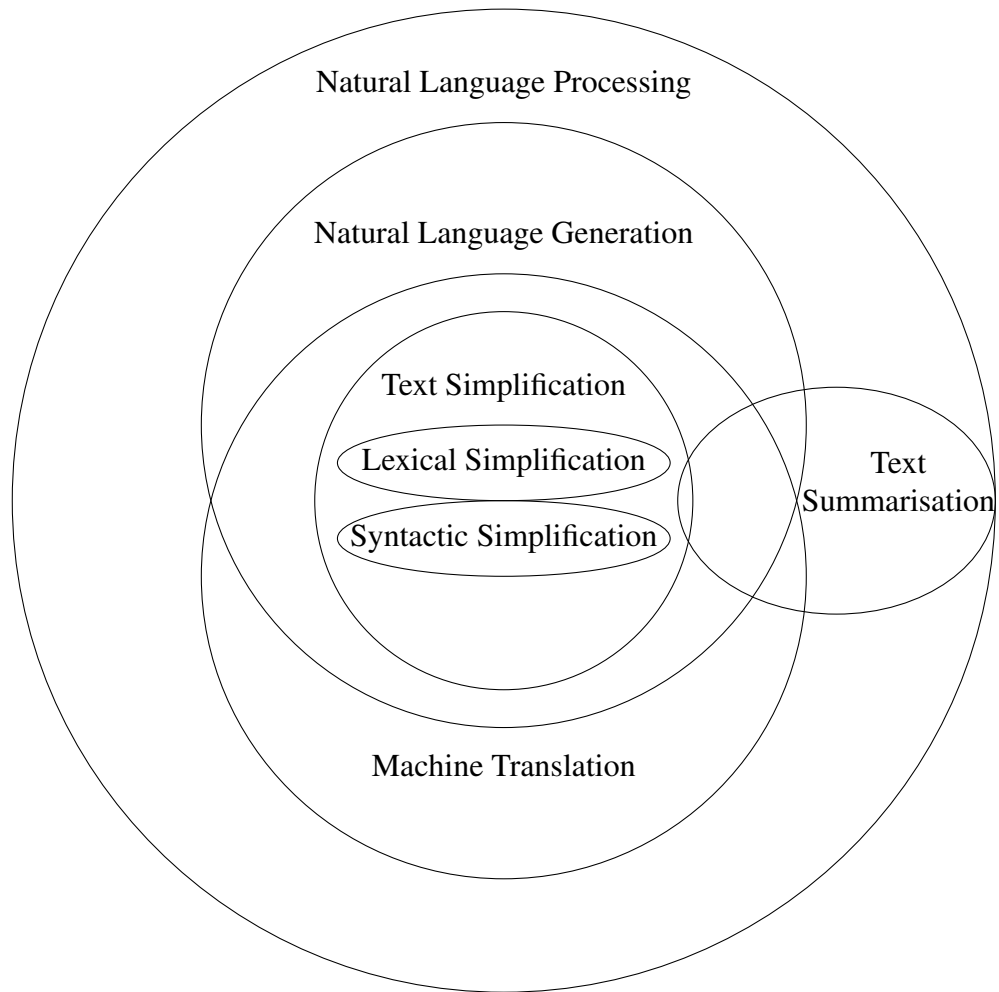 Natural Language Processing
Natural Language Generation
Text Simplification
Lexical Simplification
Text
Summarisation
Syntactic Simplification
Machine Translation